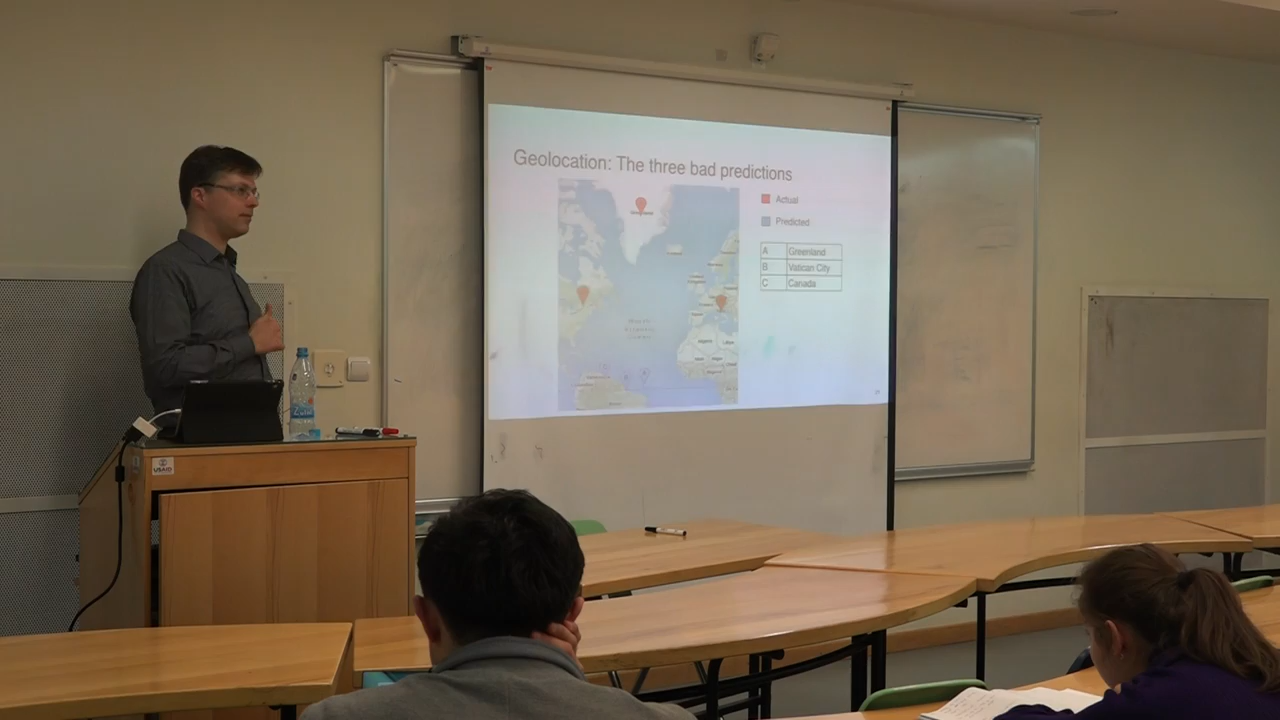 Geolocation: The three bad predictions
Actual
Predicted
A Greenland
B Vatican City
C Canada
USAID